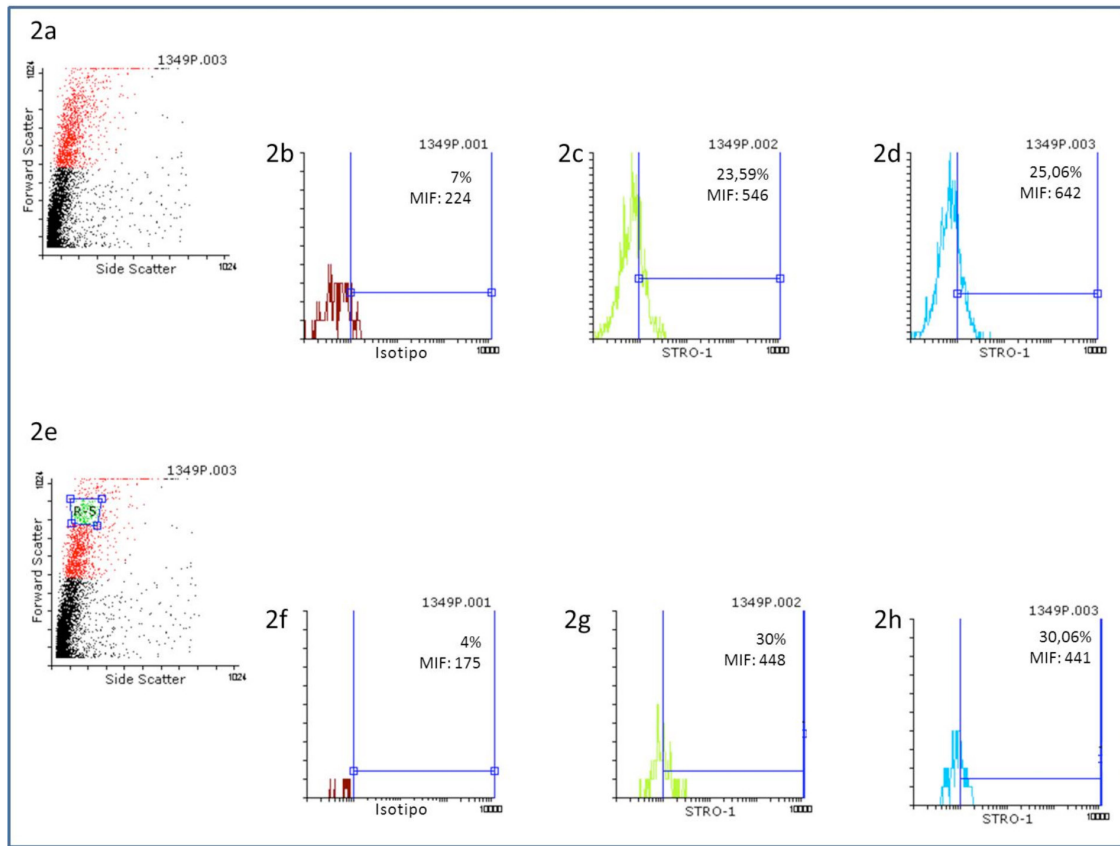 2a
1349P.003
1024
Forward Scatter
Side Scatter
1024
2b
1349P.001
7%
MIF: 224
Isotipo
10000
2c
1349P.002
23,59%
MIF: 546
STRO-1
10000
2d
1349P.003
25,06%
MIF: 642
STRO-1
10000
2e
1349P.003
1024
R-5
Forward Scatter
Side Scatter
1024
2f
1349P.001
4%
MIF: 175
Isotipo
10000
2g
1349P.002
30%
MIF: 448
STRO-1
10000
2h
1349P.003
30,06%
MIF: 441
STRO-1
10000